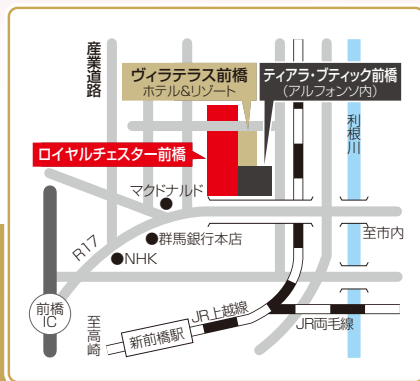 産業道路
ヴィラテラス前橋
ホテル&リゾート
ティアラ・ブティック前橋
(アルフォンソ内)
利根川
ロイヤルチェスター前橋
マクドナルド
至市内
R17
群馬銀行本店
NHK
前橋
IC
至高崎
新前橋駅
JR上越線
JR両毛線